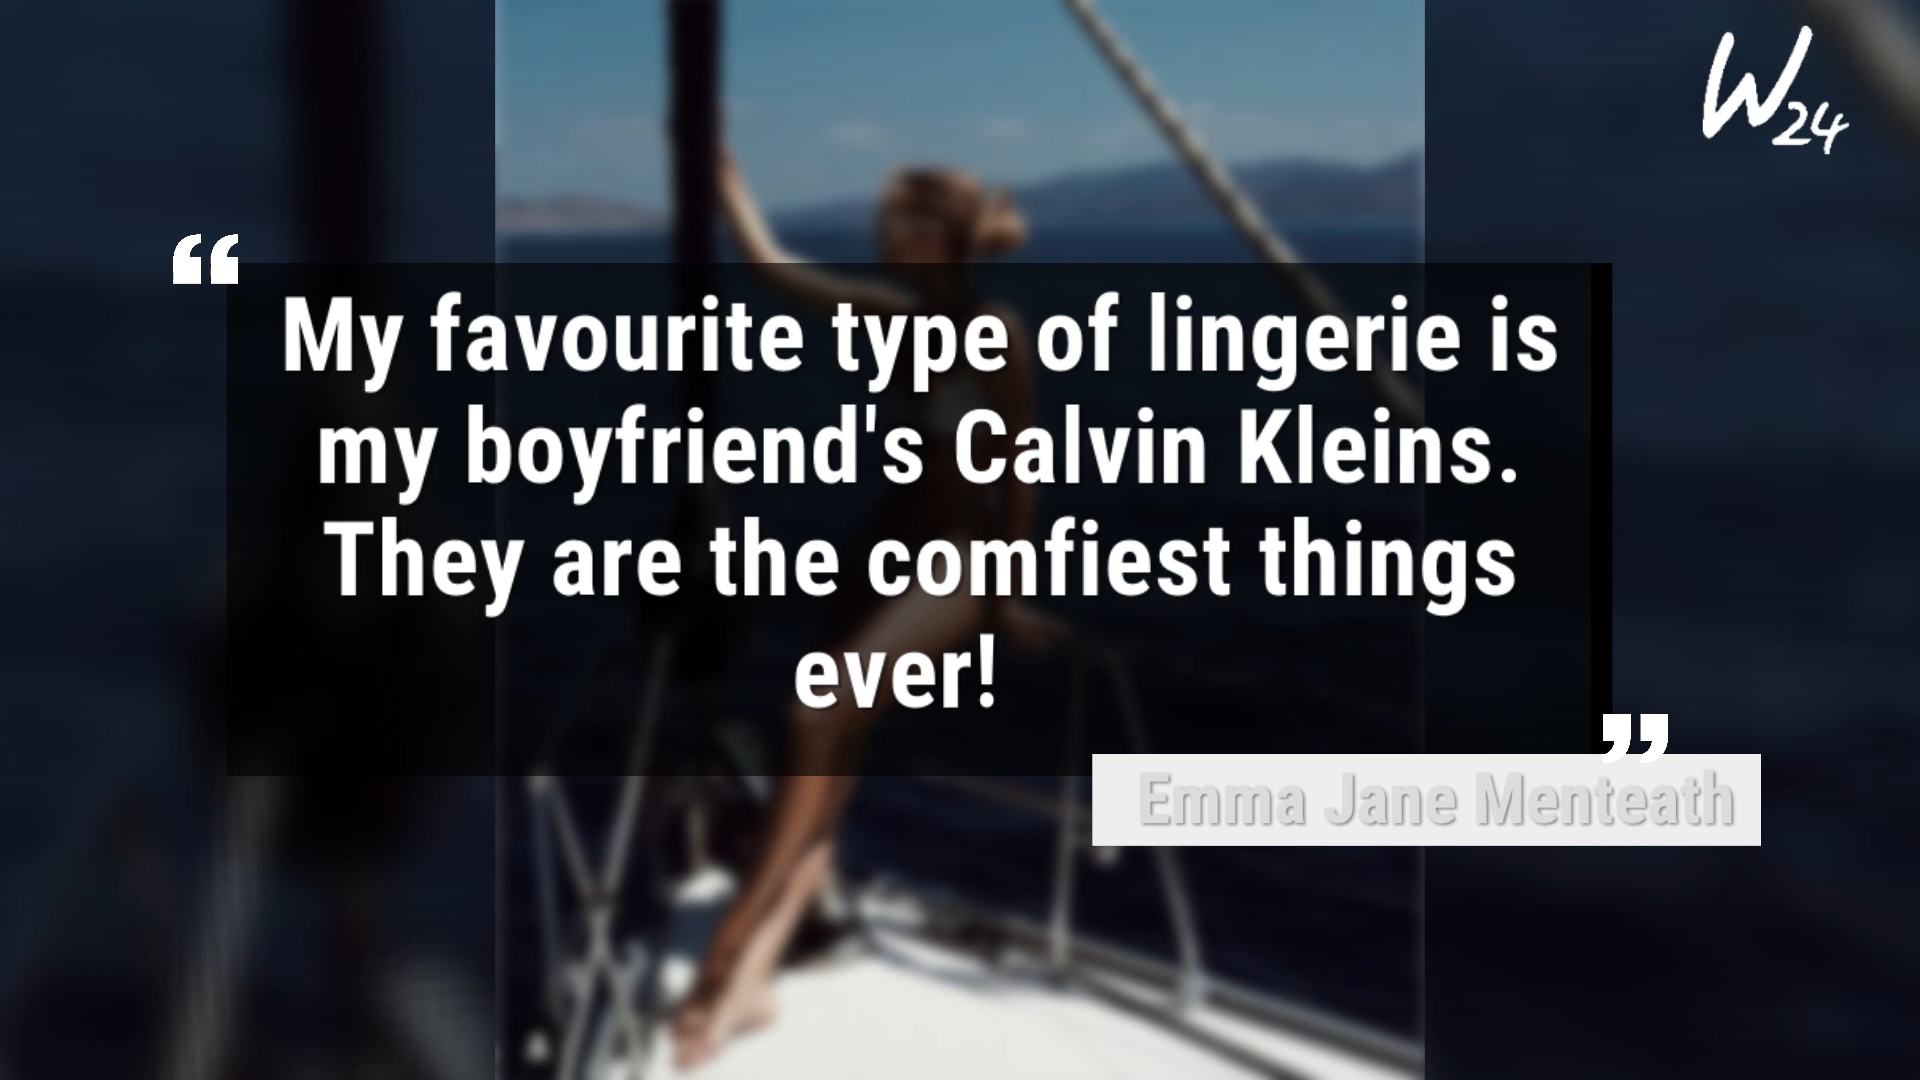 W24
“
My favourite type of lingerie is
my boyfriend's Calvin Kleins.
They are the comfiest things
ever!
”
Emma Jane Menteath